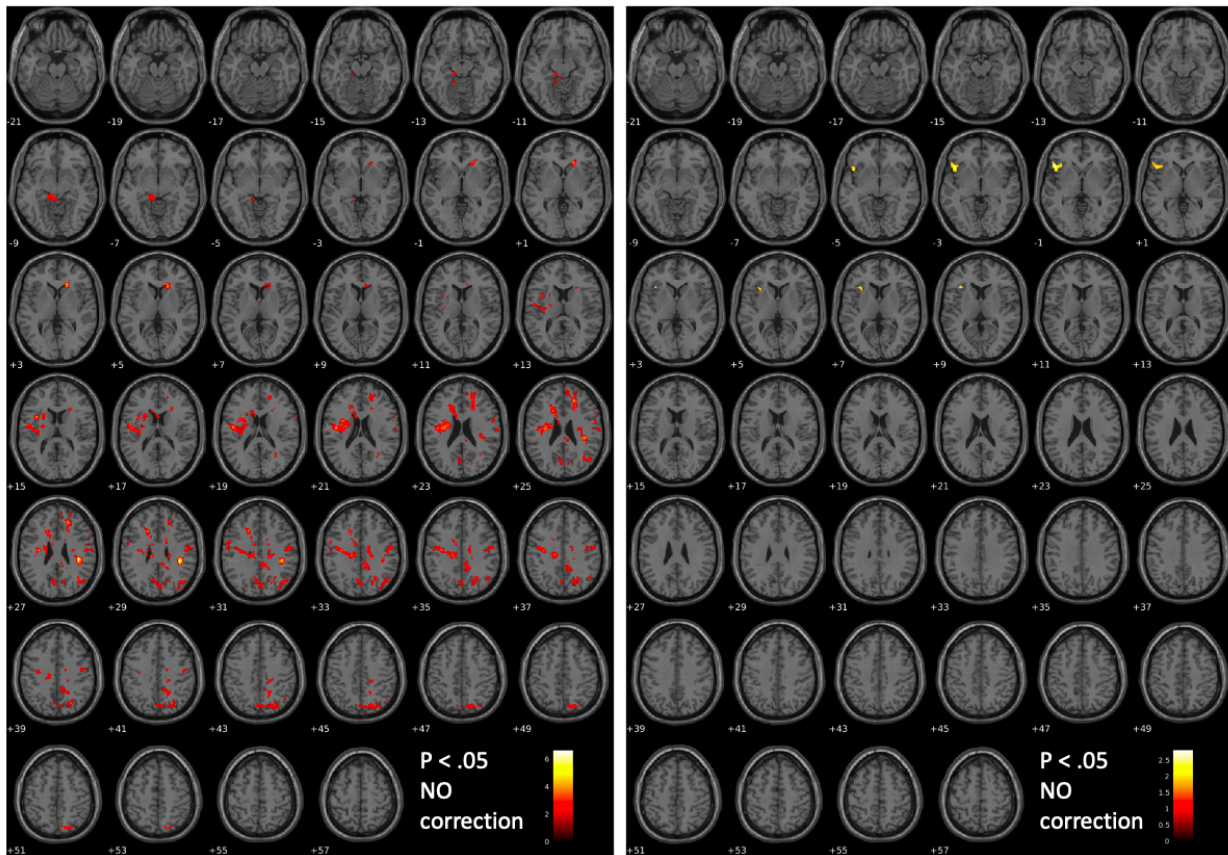 -21 -19 -17 -15 -13 -11
-9 -7 -5 -3 -1 +1
+3 +5 +7 +9 +11 +13
+15 +17 +19 +21 +23 +25
+27 +29 +31 +33 +35 +37
+39 +41 +43 +45 +47 +49
+51 +53 +55 +57
P < .05
NO
correction
6
4
2
0
-21 -19 -17 -15 -13 -11
-9 -7 -5 -3 -1 +1
+3 +5 +7 +9 +11 +13
+15 +17 +19 +21 +23 +25
+27 +29 +31 +33 +35 +37
+39 +41 +43 +45 +47 +49
+51 +53 +55 +57
P < .05
NO
correction
2.5
2
1.5
1
0.5
0